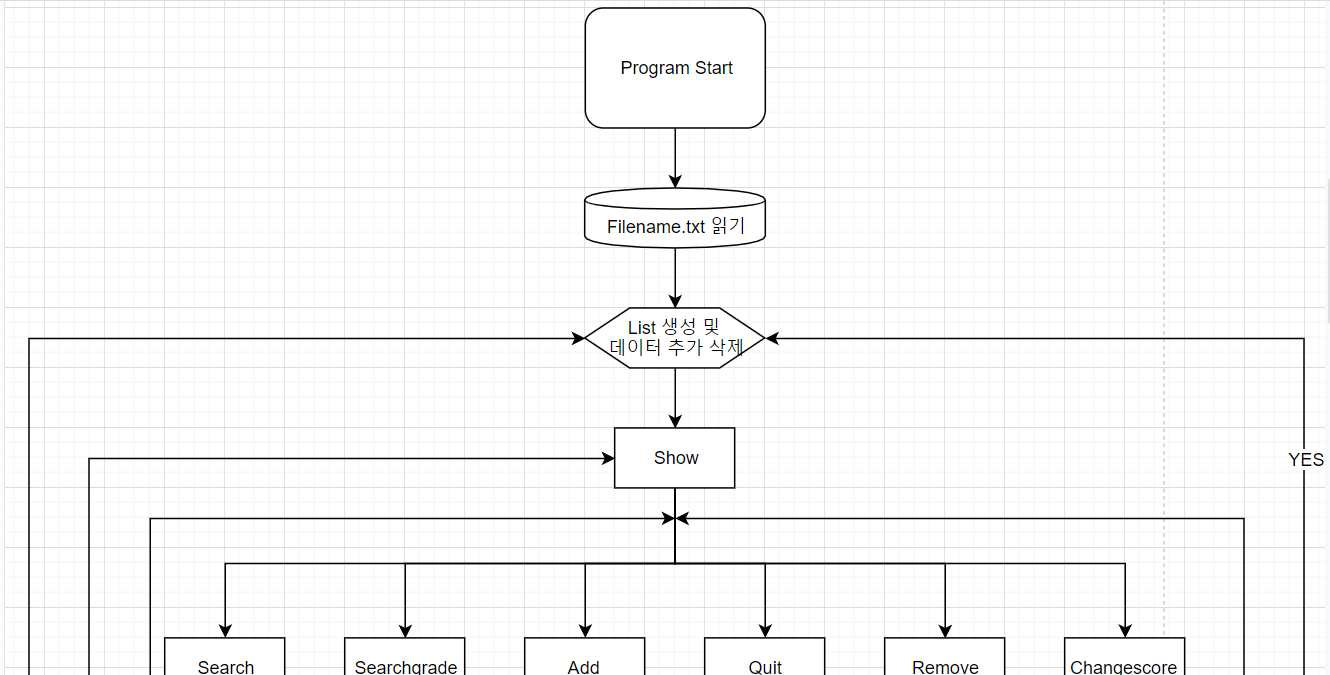 Program Start
Filename.txt 읽기
List 생성 및
데이터 추가 삭제
Show
YES
Search
Searchgrade
Add
Quit
Remove
Changescore